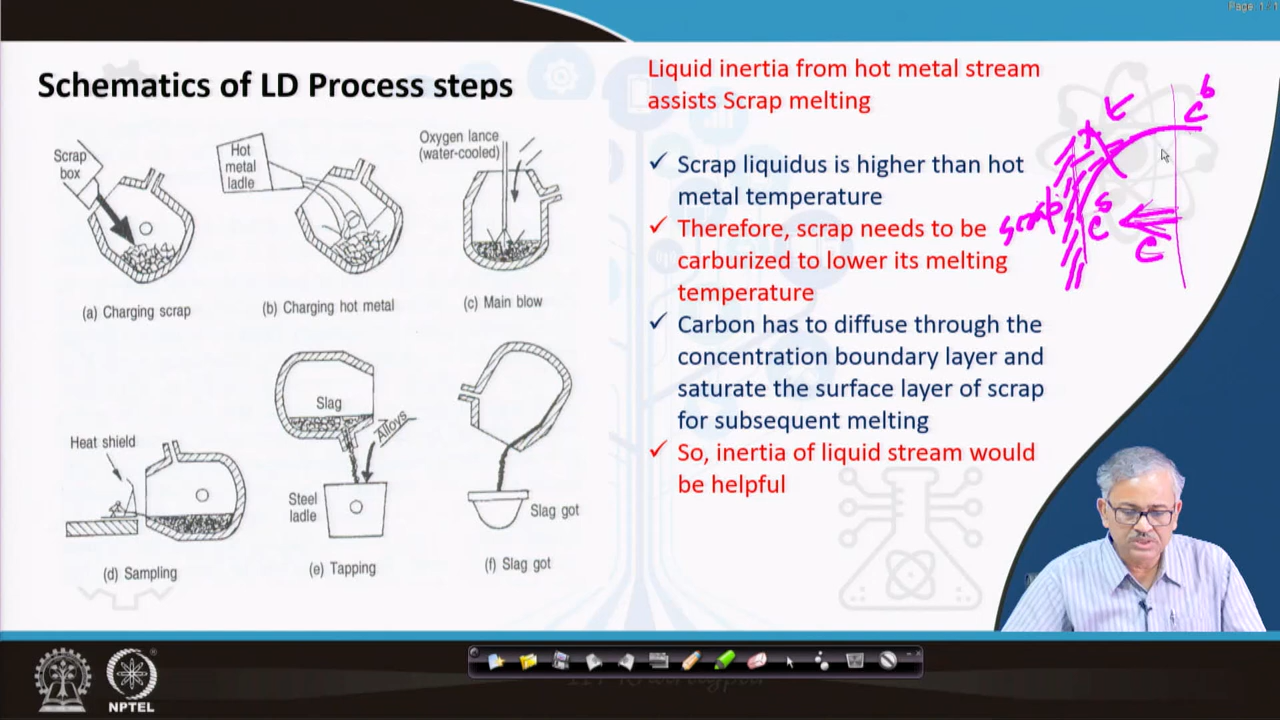 Page 1 / 1
Schematics of LD Process steps
Liquid inertia from hot metal stream
assists Scrap melting
✓ Scrap liquidus is higher than hot
metal temperature
✓ Therefore, scrap needs to be
carburized to lower its melting
temperature
✓ Carbon has to diffuse through the
concentration boundary layer and
saturate the surface layer of scrap
for subsequent melting
✓ So, inertia of liquid stream would
be helpful
Scrap
box
(a) Charging scrap
Hot
metal
ladle
(b) Charging hot metal
Oxygen lance
(water-cooled)
(c) Main blow
Heat shield
(d) Sampling
Slag
Alloys
Steel
ladle
(e) Tapping
Slag got
(f) Slag got
scrap
C b
C s
C
NPTEL